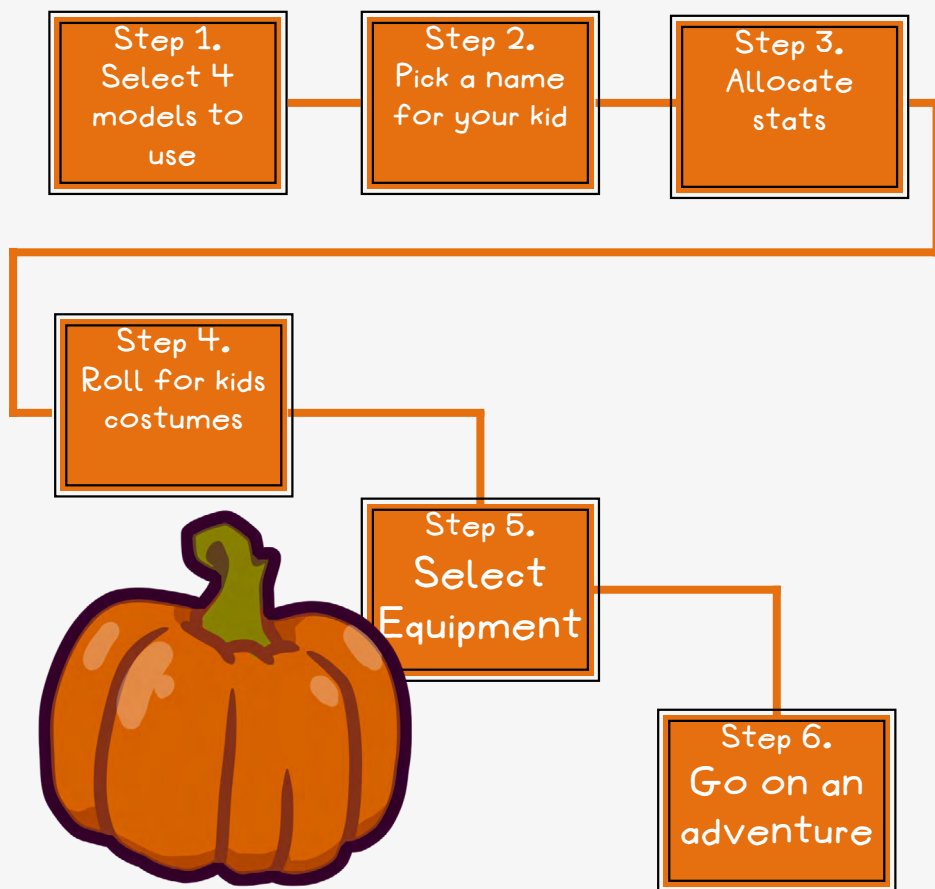 Step 1.
Select 4
models to
use
Step 2.
Pick a name
for your kid
Step 3.
Allocate
stats
Step 4.
Roll for kids
costumes
Step 5.
Select
Equipment
Step 6.
Go on an
adventure